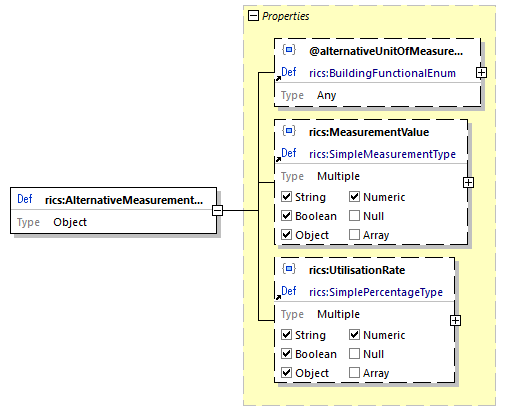 Properties
@alternativeUnitOfMeasure...
Def rics:BuildingFunctionalEnum
Type Any
rics:MeasurementValue
Def rics:SimpleMeasurementType
Type Multiple
String Numeric
Boolean Null
Object Array
Def rics:AlternativeMeasurement...
Type Object
rics:UtilisationRate
Def rics:SimplePercentageType
Type Multiple
String Numeric
Boolean Null
Object Array